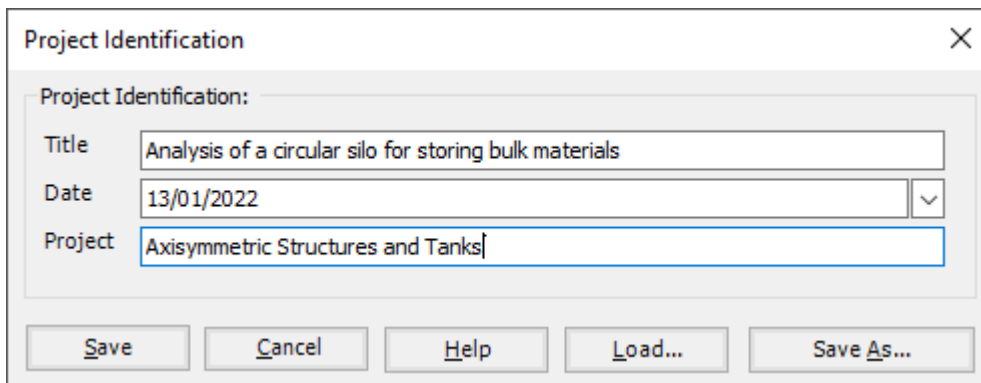 Project Identification
Project Identification:
Title Analysis of a circular silo for storing bulk materials
Date 13/01/2022
Project Axisymmetric Structures and Tanks
Save Cancel Help Load... Save As...